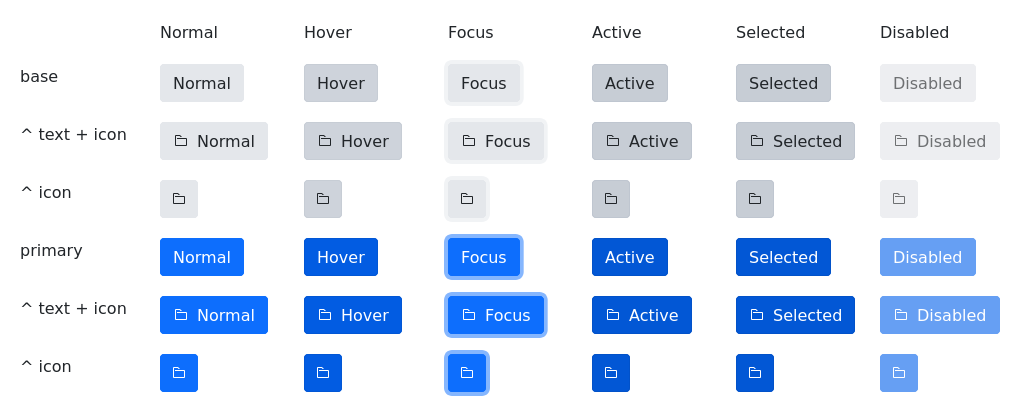 Normal Hover Focus Active Selected Disabled
base Normal Hover Focus Active Selected Disabled
^ text + icon Normal Hover Focus Active Selected Disabled
^ icon
primary Normal Hover Focus Active Selected Disabled
^ text + icon Normal Hover Focus Active Selected Disabled
^ icon